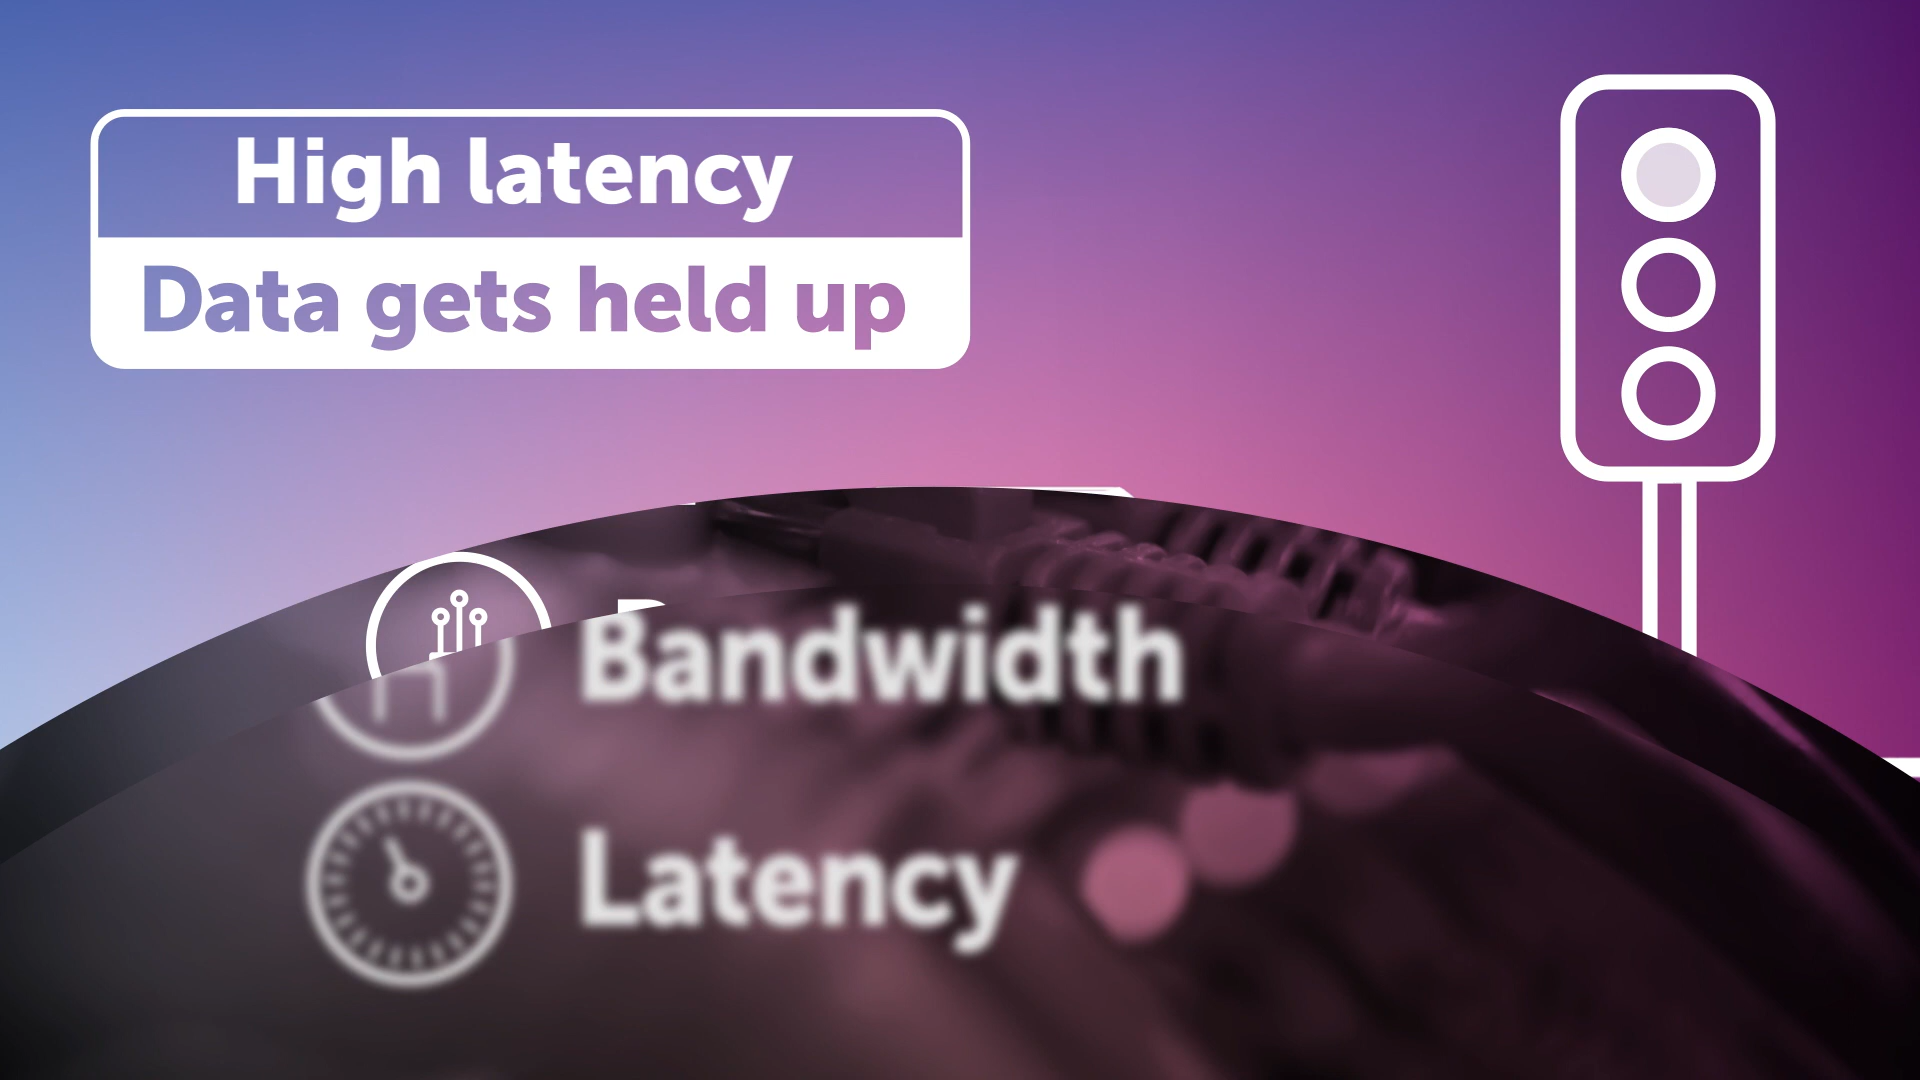 High latency
Data gets held up
Bandwidth
Latency